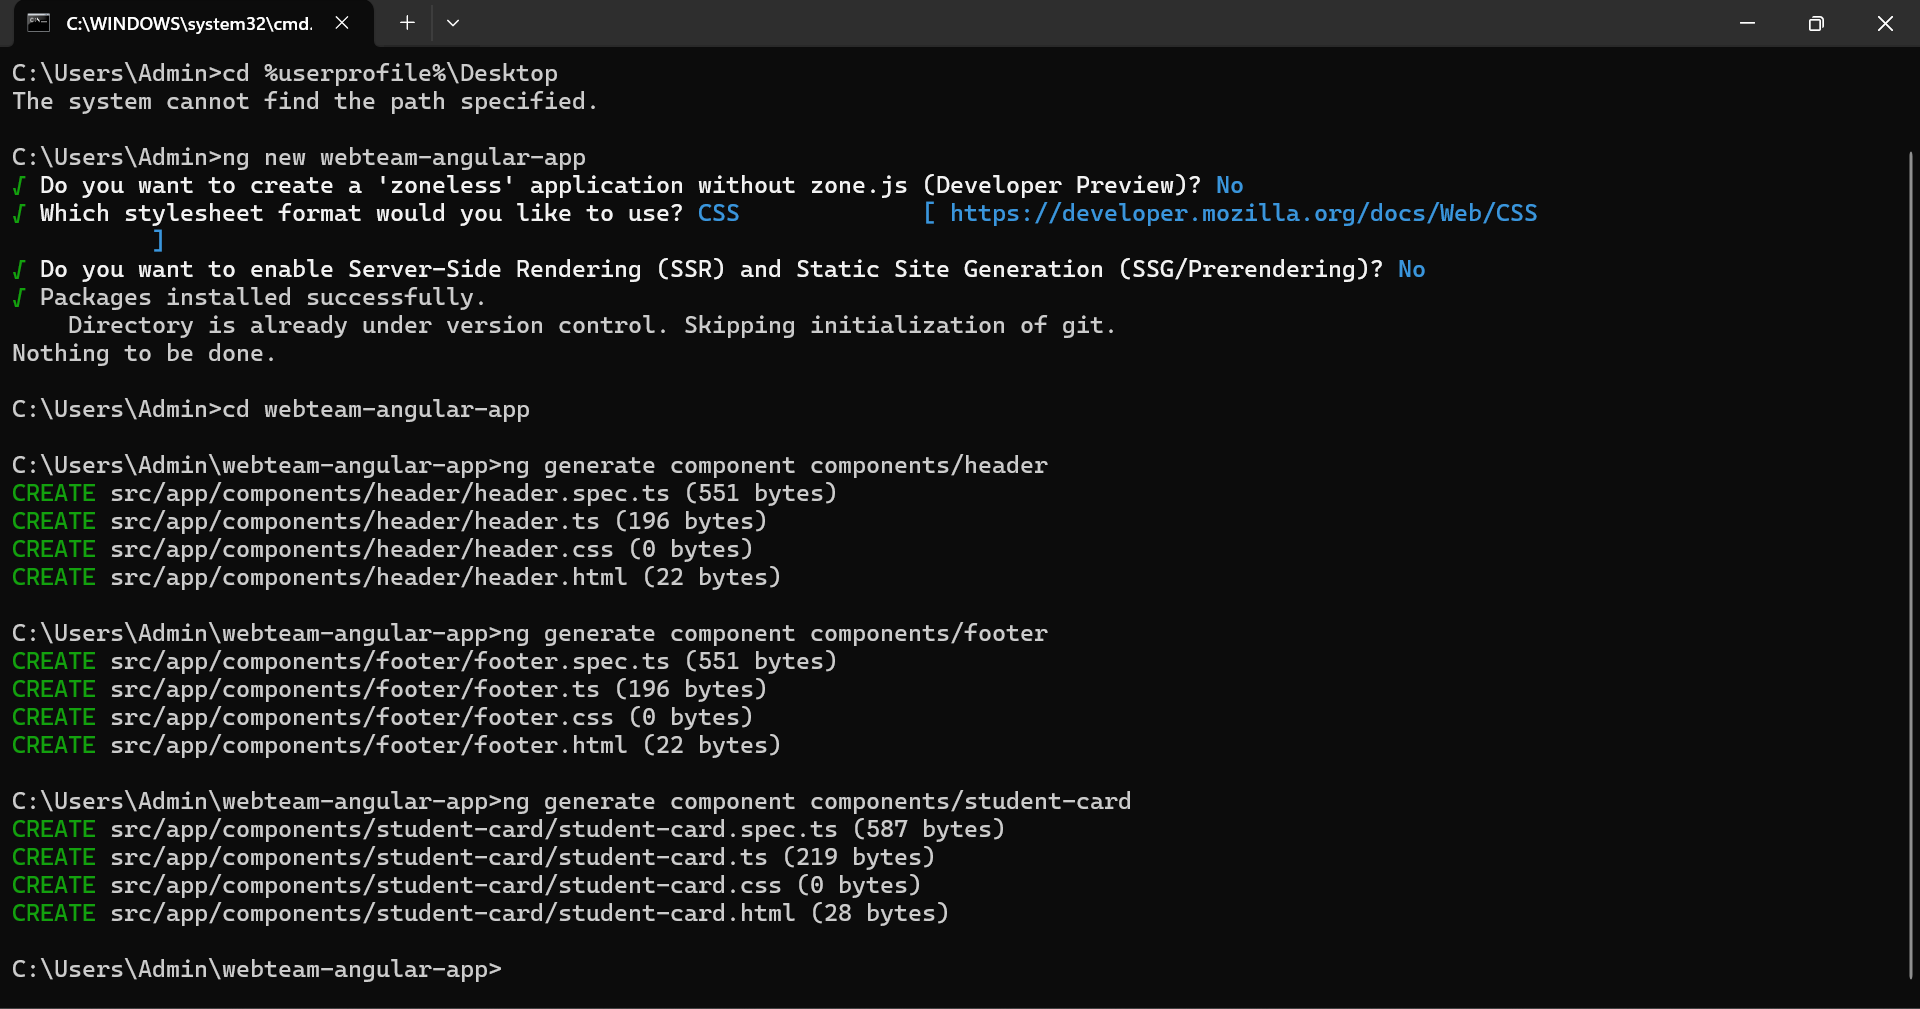 C:\WINDOWS\system32\cmd.
C:\Users\Admin>cd %userprofile%\Desktop
The system cannot find the path specified.
C:\Users\Admin>ng new webteam-angular-app
√ Do you want to create a 'zoneless' application without zone.js (Developer Preview)? No
√ Which stylesheet format would you like to use? CSS             [ https://developer.mozilla.org/docs/Web/CSS
          ]
√ Do you want to enable Server-Side Rendering (SSR) and Static Site Generation (SSG/Prerendering)? No
√ Packages installed successfully.
    Directory is already under version control. Skipping initialization of git.
Nothing to be done.
C:\Users\Admin>cd webteam-angular-app
C:\Users\Admin\webteam-angular-app>ng generate component components/header
CREATE src/app/components/header/header.spec.ts (551 bytes)
CREATE src/app/components/header/header.ts (196 bytes)
CREATE src/app/components/header/header.css (0 bytes)
CREATE src/app/components/header/header.html (22 bytes)
C:\Users\Admin\webteam-angular-app>ng generate component components/footer
CREATE src/app/components/footer/footer.spec.ts (551 bytes)
CREATE src/app/components/footer/footer.ts (196 bytes)
CREATE src/app/components/footer/footer.css (0 bytes)
CREATE src/app/components/footer/footer.html (22 bytes)
C:\Users\Admin\webteam-angular-app>ng generate component components/student-card
CREATE src/app/components/student-card/student-card.spec.ts (587 bytes)
CREATE src/app/components/student-card/student-card.ts (219 bytes)
CREATE src/app/components/student-card/student-card.css (0 bytes)
CREATE src/app/components/student-card/student-card.html (28 bytes)
C:\Users\Admin\webteam-angular-app>